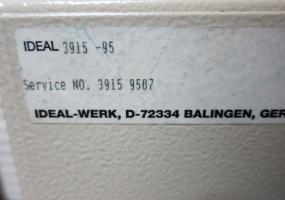 IDEAL 3915 -95
Service NO. 3915 9507
IDEAL-WERK, D-72334 BALINGEN, GER